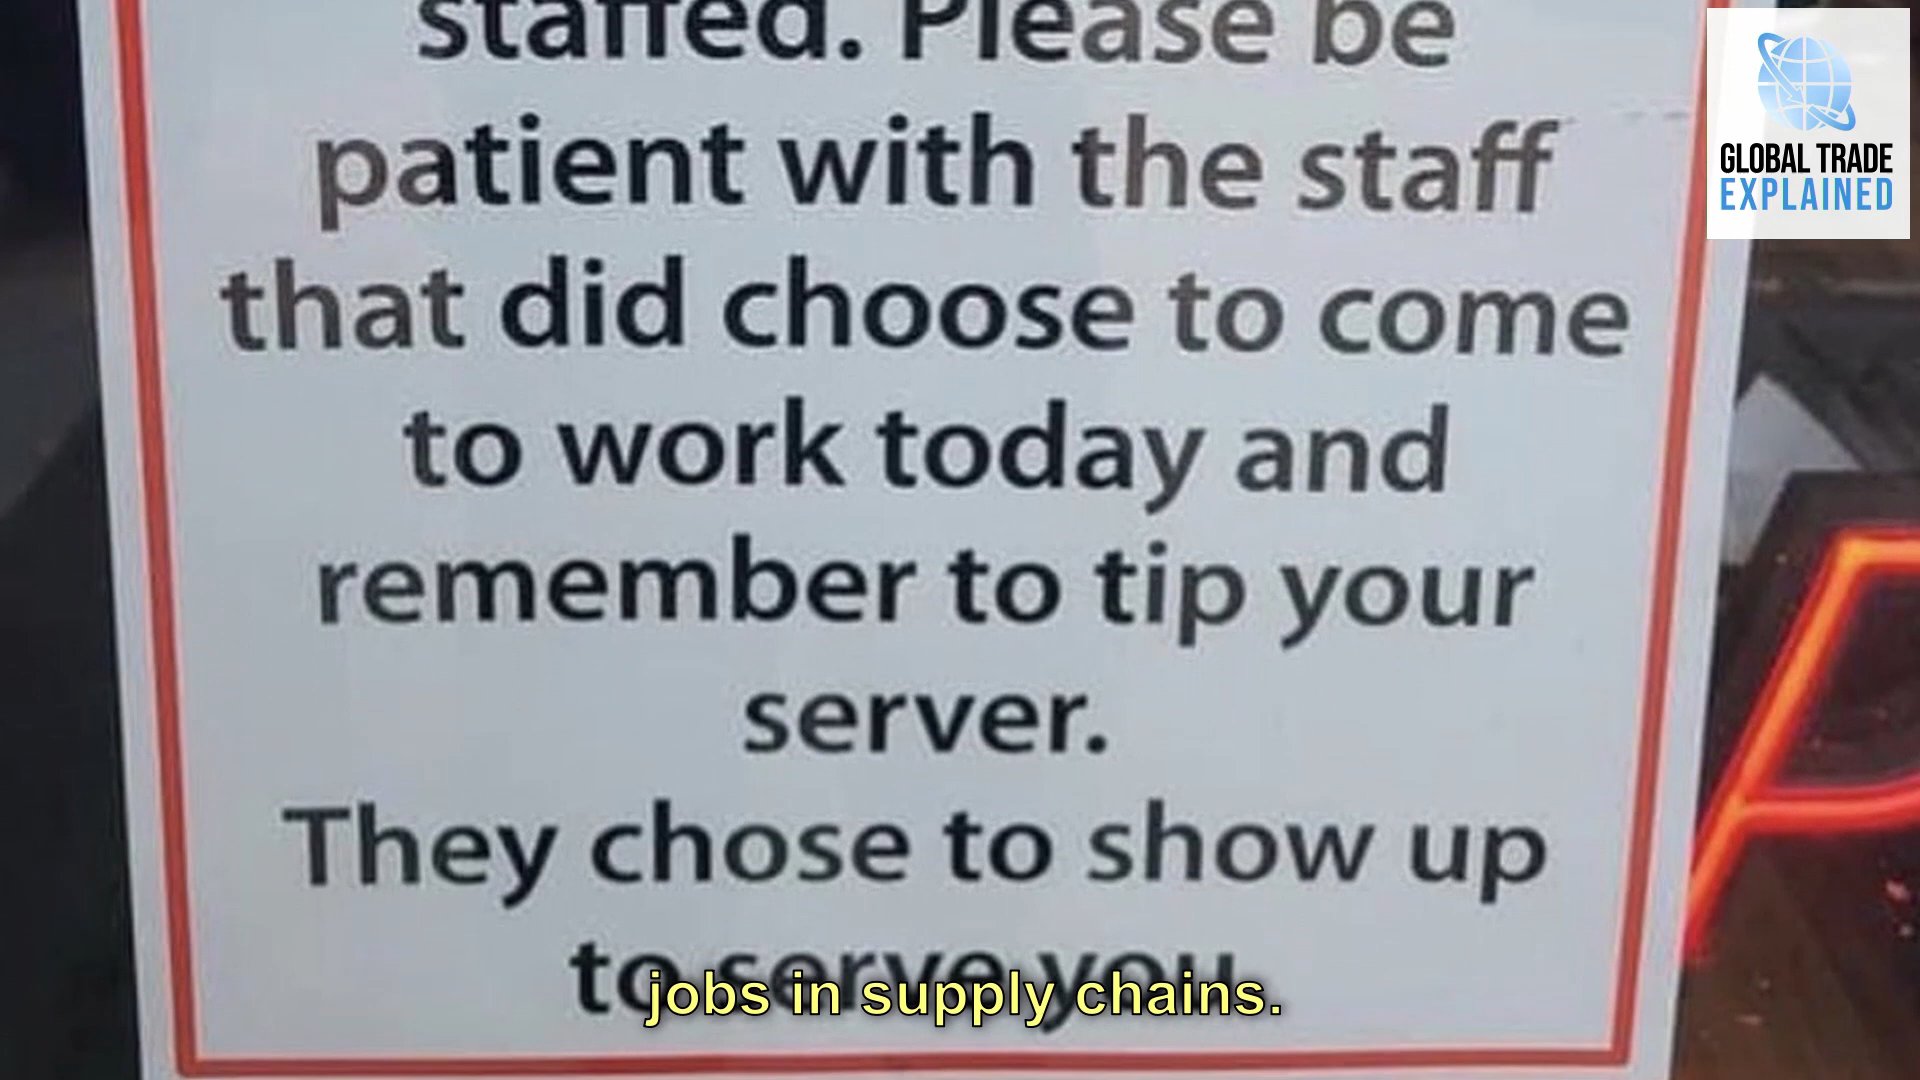 staffed. Please be
patient with the staff
that did choose to come
to work today and
remember to tip your
server.
They chose to show up
to serve you.
jobs in supply chains.
GLOBAL TRADE
EXPLAINED